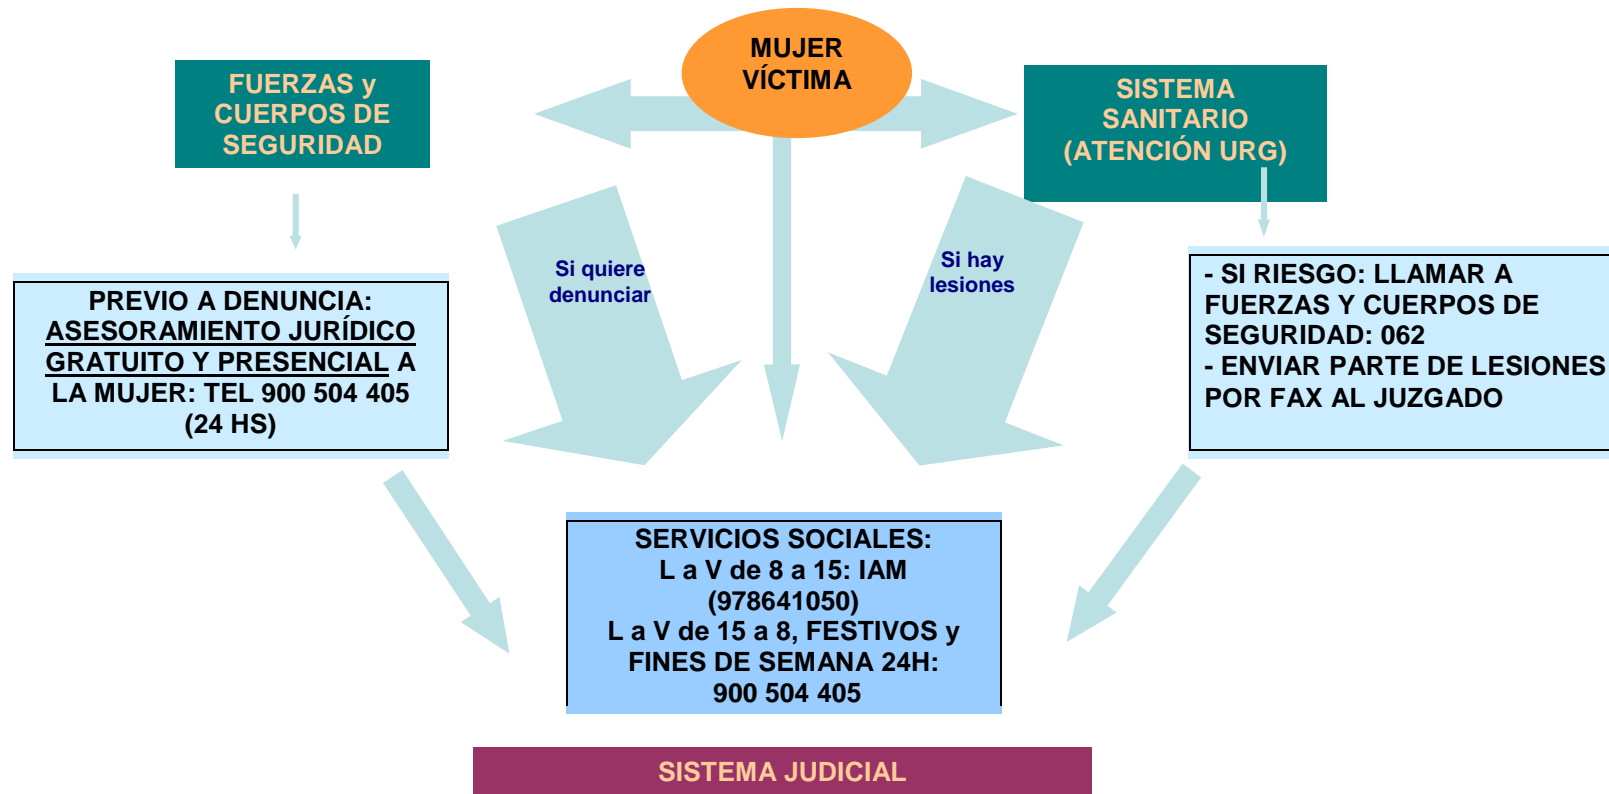 MUJER
VÍCTIMA
FUERZAS y
CUERPOS DE
SEGURIDAD
SISTEMA
SANITARIO
(ATENCIÓN URG)
Si quiere
denunciar
Si hay
lesiones
PREVIO A DENUNCIA:
ASESORAMIENTO JURÍDICO
GRATUITO Y PRESENCIAL A
LA MUJER: TEL 900 504 405
(24 HS)
- SI RIESGO: LLAMAR A
FUERZAS Y CUERPOS DE
SEGURIDAD: 062
- ENVIAR PARTE DE LESIONES
POR FAX AL JUZGADO
SERVICIOS SOCIALES:
L a V de 8 a 15: IAM
(978641050)
L a V de 15 a 8, FESTIVOS y
FINES DE SEMANA 24H:
900 504 405
SISTEMA JUDICIAL